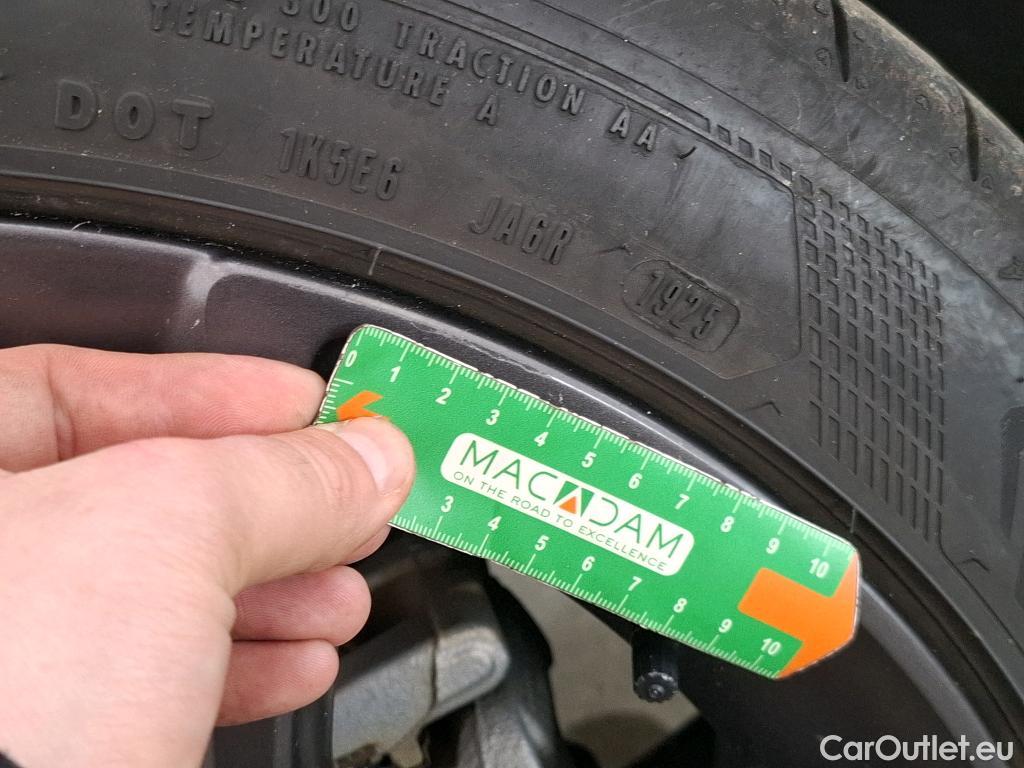 300 TRACTION AA
TEMPERATURE A
DOT 1K5E6 JA6R 1925
0 1 2 3 4 5 6 7 8 9 10
MACADAM
ON THE ROAD TO EXCELLENCE
3 4 5 6 7 8 9 10
CarOutlet.eu